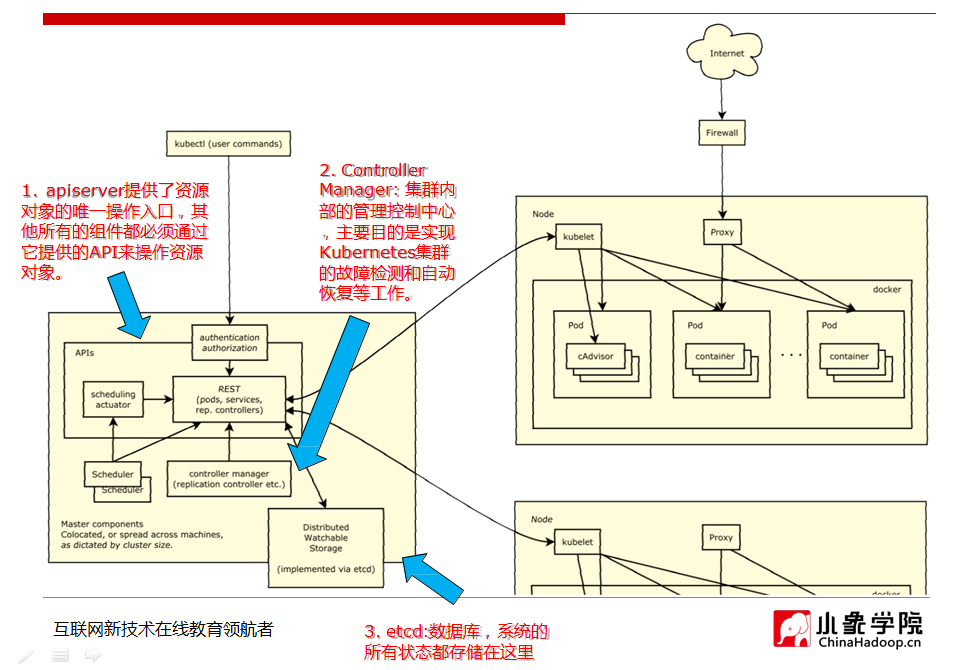 Internet
Firewall
kubectl (user commands)
1. apiserver提供了资源
对象的唯一操作入口，其
他所有的组件都必须通过
它提供的API来操作资源
对象。
2. Controller
Manager: 集群内
部的管理控制中心
，主要目的是实现
Kubernetes集群
的故障检测和自动
恢复等工作。
authentication
authorization
APIs
scheduling
actuator
REST
(pods, services,
rep. controllers)
Scheduler
Scheduler
controller manager
(replication controller etc.)
Master components
Colocated, or spread across machines,
as dictated by cluster size.
Distributed
Watchable
Storage
(implemented via etcd)
Node
kubelet
Proxy
docker
Pod
cAdvisor
Pod
container
. . .
Pod
container
Node
kubelet
Proxy
docker
3. etcd:数据库，系统的
所有状态都存储在这里
互联网新技术在线教育领航者
小象学院
ChinaHadoop.cn